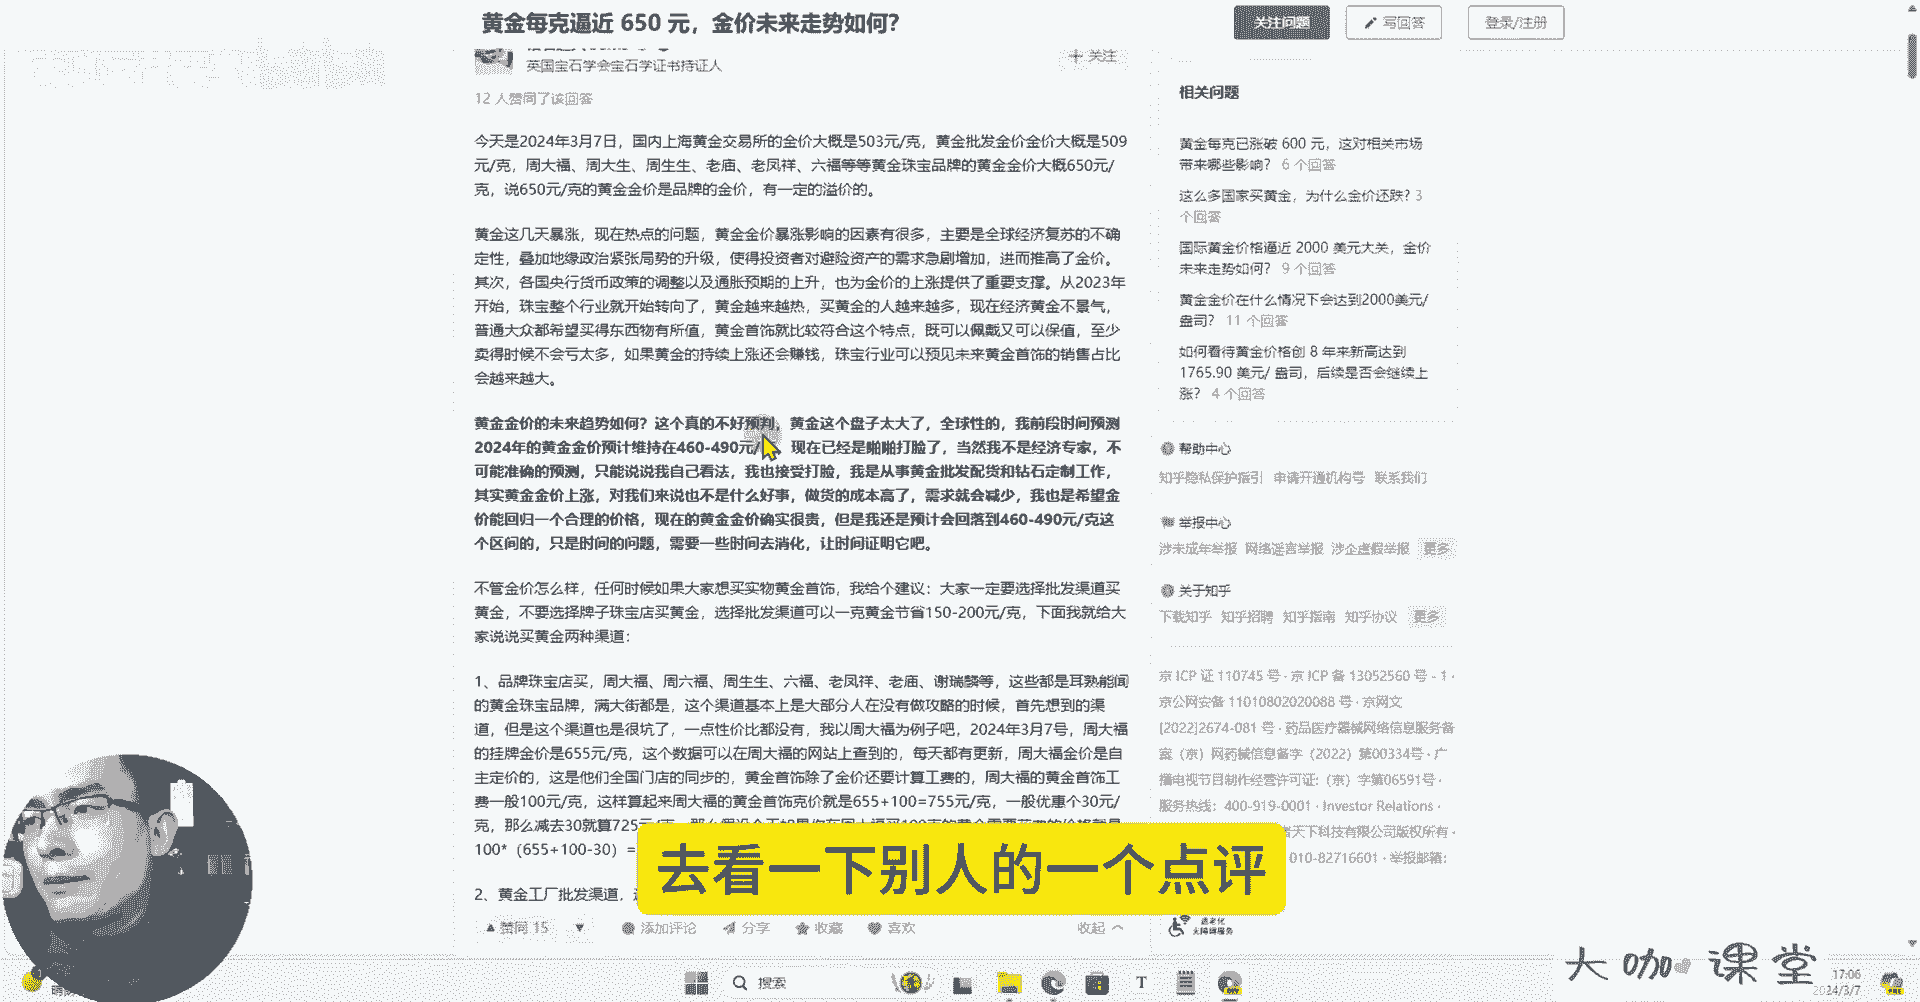 黄金每克逼近 650 元，金价未来走势如何？
关注问题
写回答
登录/注册
英国宝石学会宝石学证书持证人
+ 关注
12 人赞同了该回答
今天是2024年3月7日，国内上海黄金交易所的金价大概是503元/克，黄金批发金价金价大概是509
元/克，周大福、周大生、周生生、老庙、老凤祥、六福等等黄金珠宝品牌的黄金金价大概650元/
克，说650元/克的黄金金价是品牌的金价，有一定的溢价的。
黄金这几天暴涨，现在热点的问题，黄金金价暴涨影响的因素有很多，主要是全球经济复苏的不确
定性，叠加地缘政治紧张局势的升级，使得投资者对避险资产的需求急剧增加，进而推高了金价。
其次，各国央行货币政策的调整以及通胀预期的上升，也为金价的上涨提供了重要支撑。从2023年
开始，珠宝整个行业就开始转向了，黄金越来越热，买黄金的人越来越多，现在经济黄金不景气，
普通大众都希望买得东西物有所值，黄金首饰就比较符合这个特点，既可以佩戴又可以保值，至少
卖得时候不会亏太多，如果黄金的持续上涨还会赚钱，珠宝行业可以预见未来黄金首饰的销售占比
会越来越大。
黄金金价的未来趋势如何？这个真的不好预判，黄金这个盘子太大了，全球性的，我前段时间预测
2024年的黄金金价预计维持在460-490元/ 现在已经是啪啪打脸了，当然我不是经济专家，不
可能准确的预测，只能说说我自己看法，我也接受打脸，我是从事黄金批发配货和钻石定制工作，
其实黄金金价上涨，对我们来说也不是什么好事，做货的成本高了，需求就会减少，我也是希望金
价能回归一个合理的价格，现在的黄金金价确实很贵，但是我还是预计会回落到460-490元/克这
个区间的，只是时间的问题，需要一些时间去消化，让时间证明它吧。
不管金价怎么样，任何时候如果大家想买实物黄金首饰，我给个建议：大家一定要选择批发渠道买
黄金，不要选择牌子珠宝店买黄金，选择批发渠道可以一克黄金节省150-200元/克，下面我就给大
家说说买黄金两种渠道：
1、品牌珠宝店买，周大福、周六福、周生生、六福、老凤祥、老庙、谢瑞麟等，这些都是耳熟能闻
的黄金珠宝品牌，满大街都是，这个渠道基本上是大部分人在没有做攻略的时候，首先想到的渠
道，但是这个渠道也是很坑了，一点性价比都没有，我以周大福为例子吧，2024年3月7号，周大福
的挂牌金价是655元/克，这个数据可以在周大福的网站上查到的，每天都有更新，周大福金价是自
主定价的，这是他们全国门店的同步的，黄金首饰除了金价还要计算工费的，周大福的黄金首饰工
费一般100元/克，这样算起来周大福的黄金首饰克价就是655+100=755元/克，一般优惠个30元/
克，那么减去30就算725
100*（655+100-30）=
2、黄金工厂批发渠道，
赞同 15
添加评论
分享
收藏
喜欢
收起
相关问题
黄金每克已涨破 600 元，这对相关市场
带来哪些影响？ 6 个回答
这么多国家买黄金，为什么金价还跌？3
个回答
国际黄金价格逼近 2000 美元大关，金价
未来走势如何？ 9 个回答
黄金金价在什么情况下会达到2000美元/
盎司？ 11 个回答
如何看待黄金价格创 8 年来新高达到
1765.90 美元/ 盎司，后续是否会继续上
涨？ 4 个回答
帮助中心
知乎隐私保护指引 申请开通机构号 联系我们
举报中心
涉未成年举报 网络谣言举报 涉企虚假举报 更多
关于知乎
下载知乎 知乎招聘 知乎指南 知乎协议 更多
京 ICP 证 110745 号 · 京 ICP 备 13052560 号 - 1 ·
京公网安备 11010802020088 号 · 京网文
[2022]2674-081 号 · 药品医疗器械网络信息服务备
案（京）网药械信息备字（2022）第00334号 · 广
播电视节目制作经营许可证：（京）字第06591号 ·
服务热线：400-919-0001 · Investor Relations ·
者天下科技有限公司版权所有 ·
010-82716601 · 举报邮箱：
适老化
无障碍服务
去看一下别人的一个点评
大咖课堂
搜索
17:06
2024/3/7